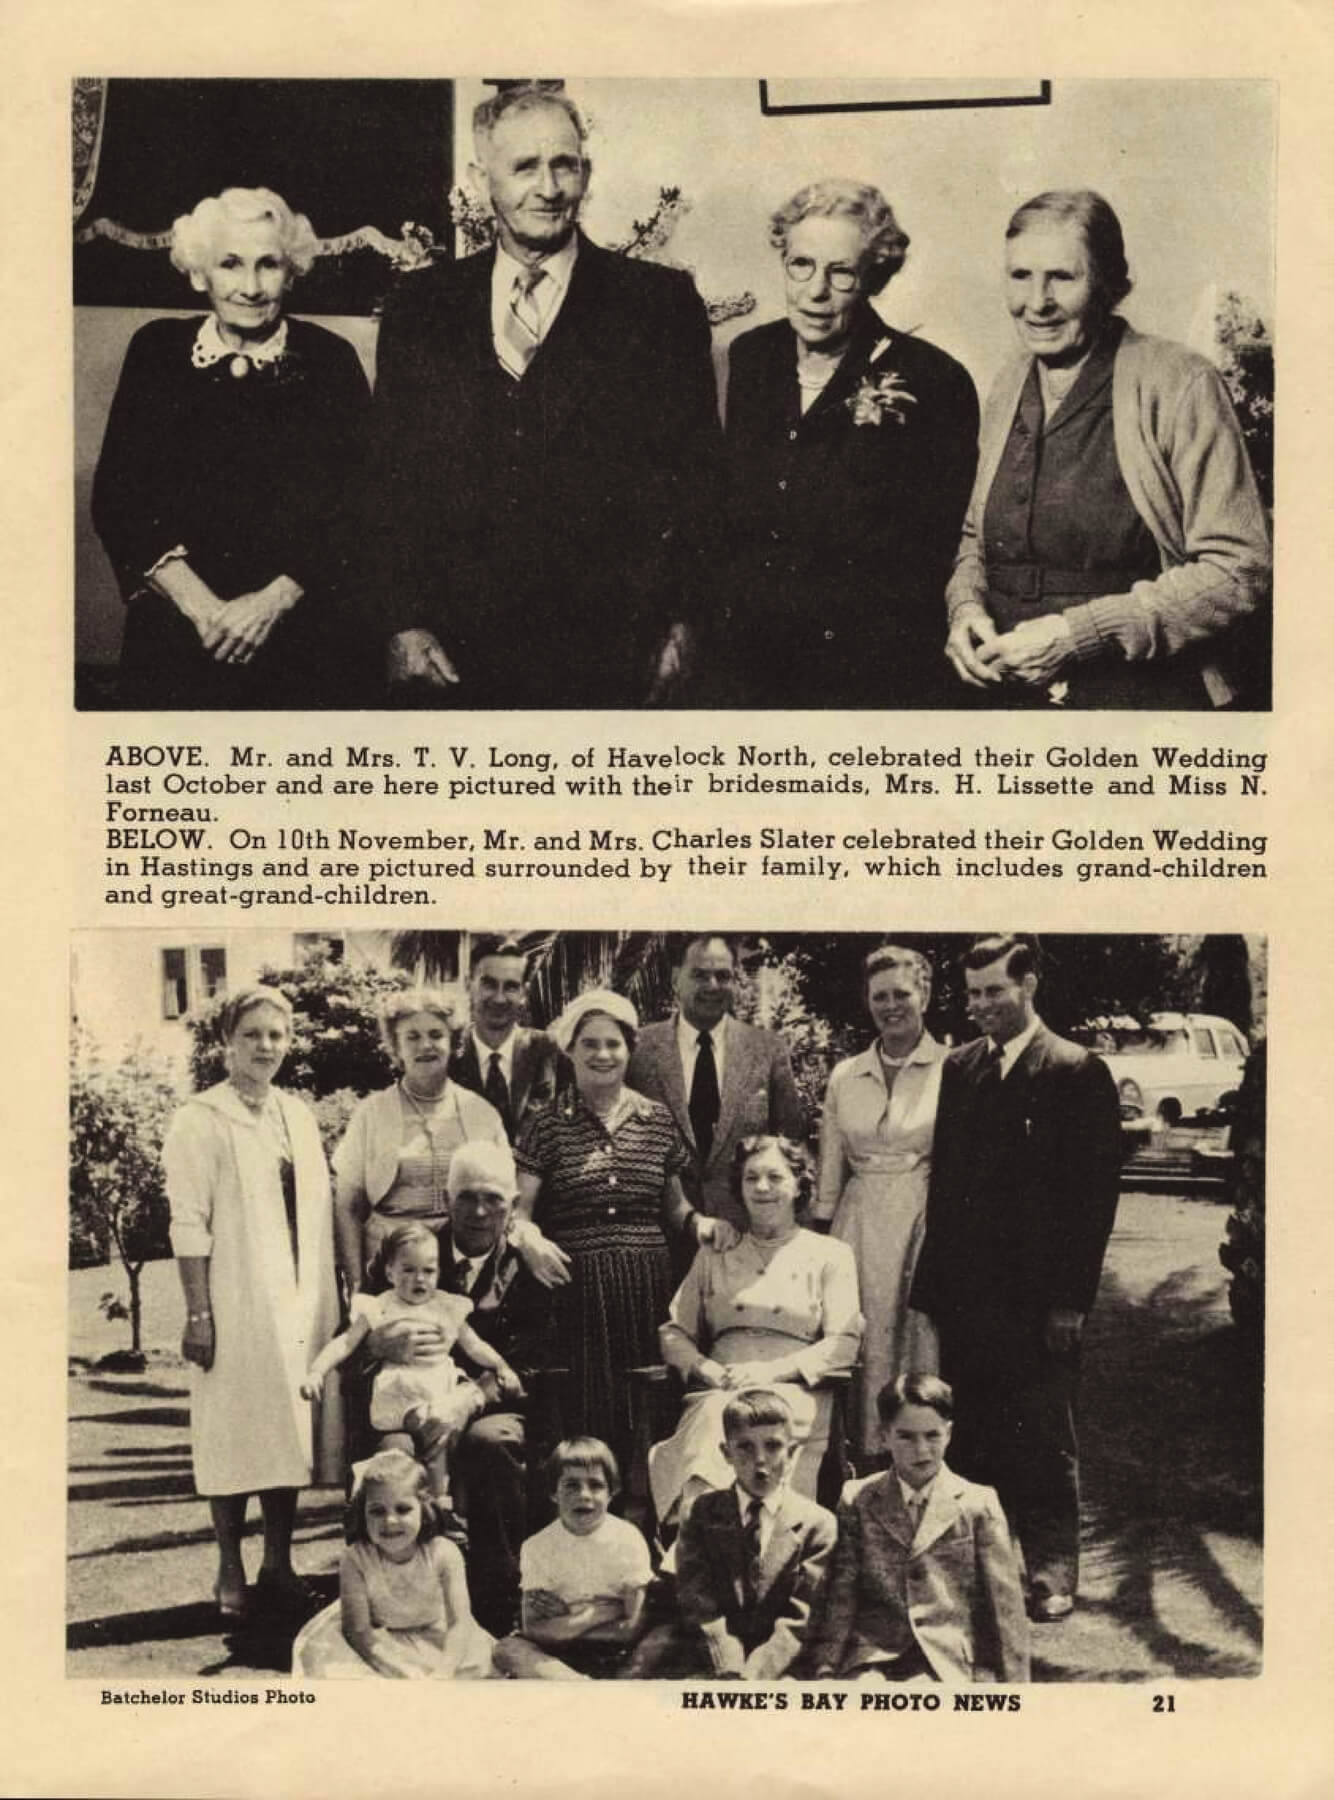 ABOVE. Mr. and Mrs. T. V. Long, of Havelock North, celebrated their Golden Wedding
last October and are here pictured with their bridesmaids, Mrs. H. Lissette and Miss N.
Forneau.
BELOW. On 10th November, Mr. and Mrs. Charles Slater celebrated their Golden Wedding
in Hastings and are pictured surrounded by their family, which includes grand-children
and great-grand-children.
Batchelor Studios Photo
HAWKE'S BAY PHOTO NEWS 21